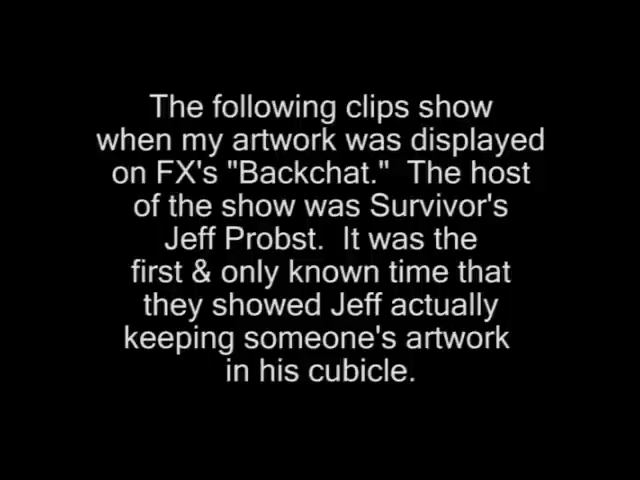 The following clips show
when my artwork was displayed
on FX's "Backchat."  The host
of the show was Survivor's
Jeff Probst.  It was the
first & only known time that
they showed Jeff actually
keeping someone's artwork
in his cubicle.